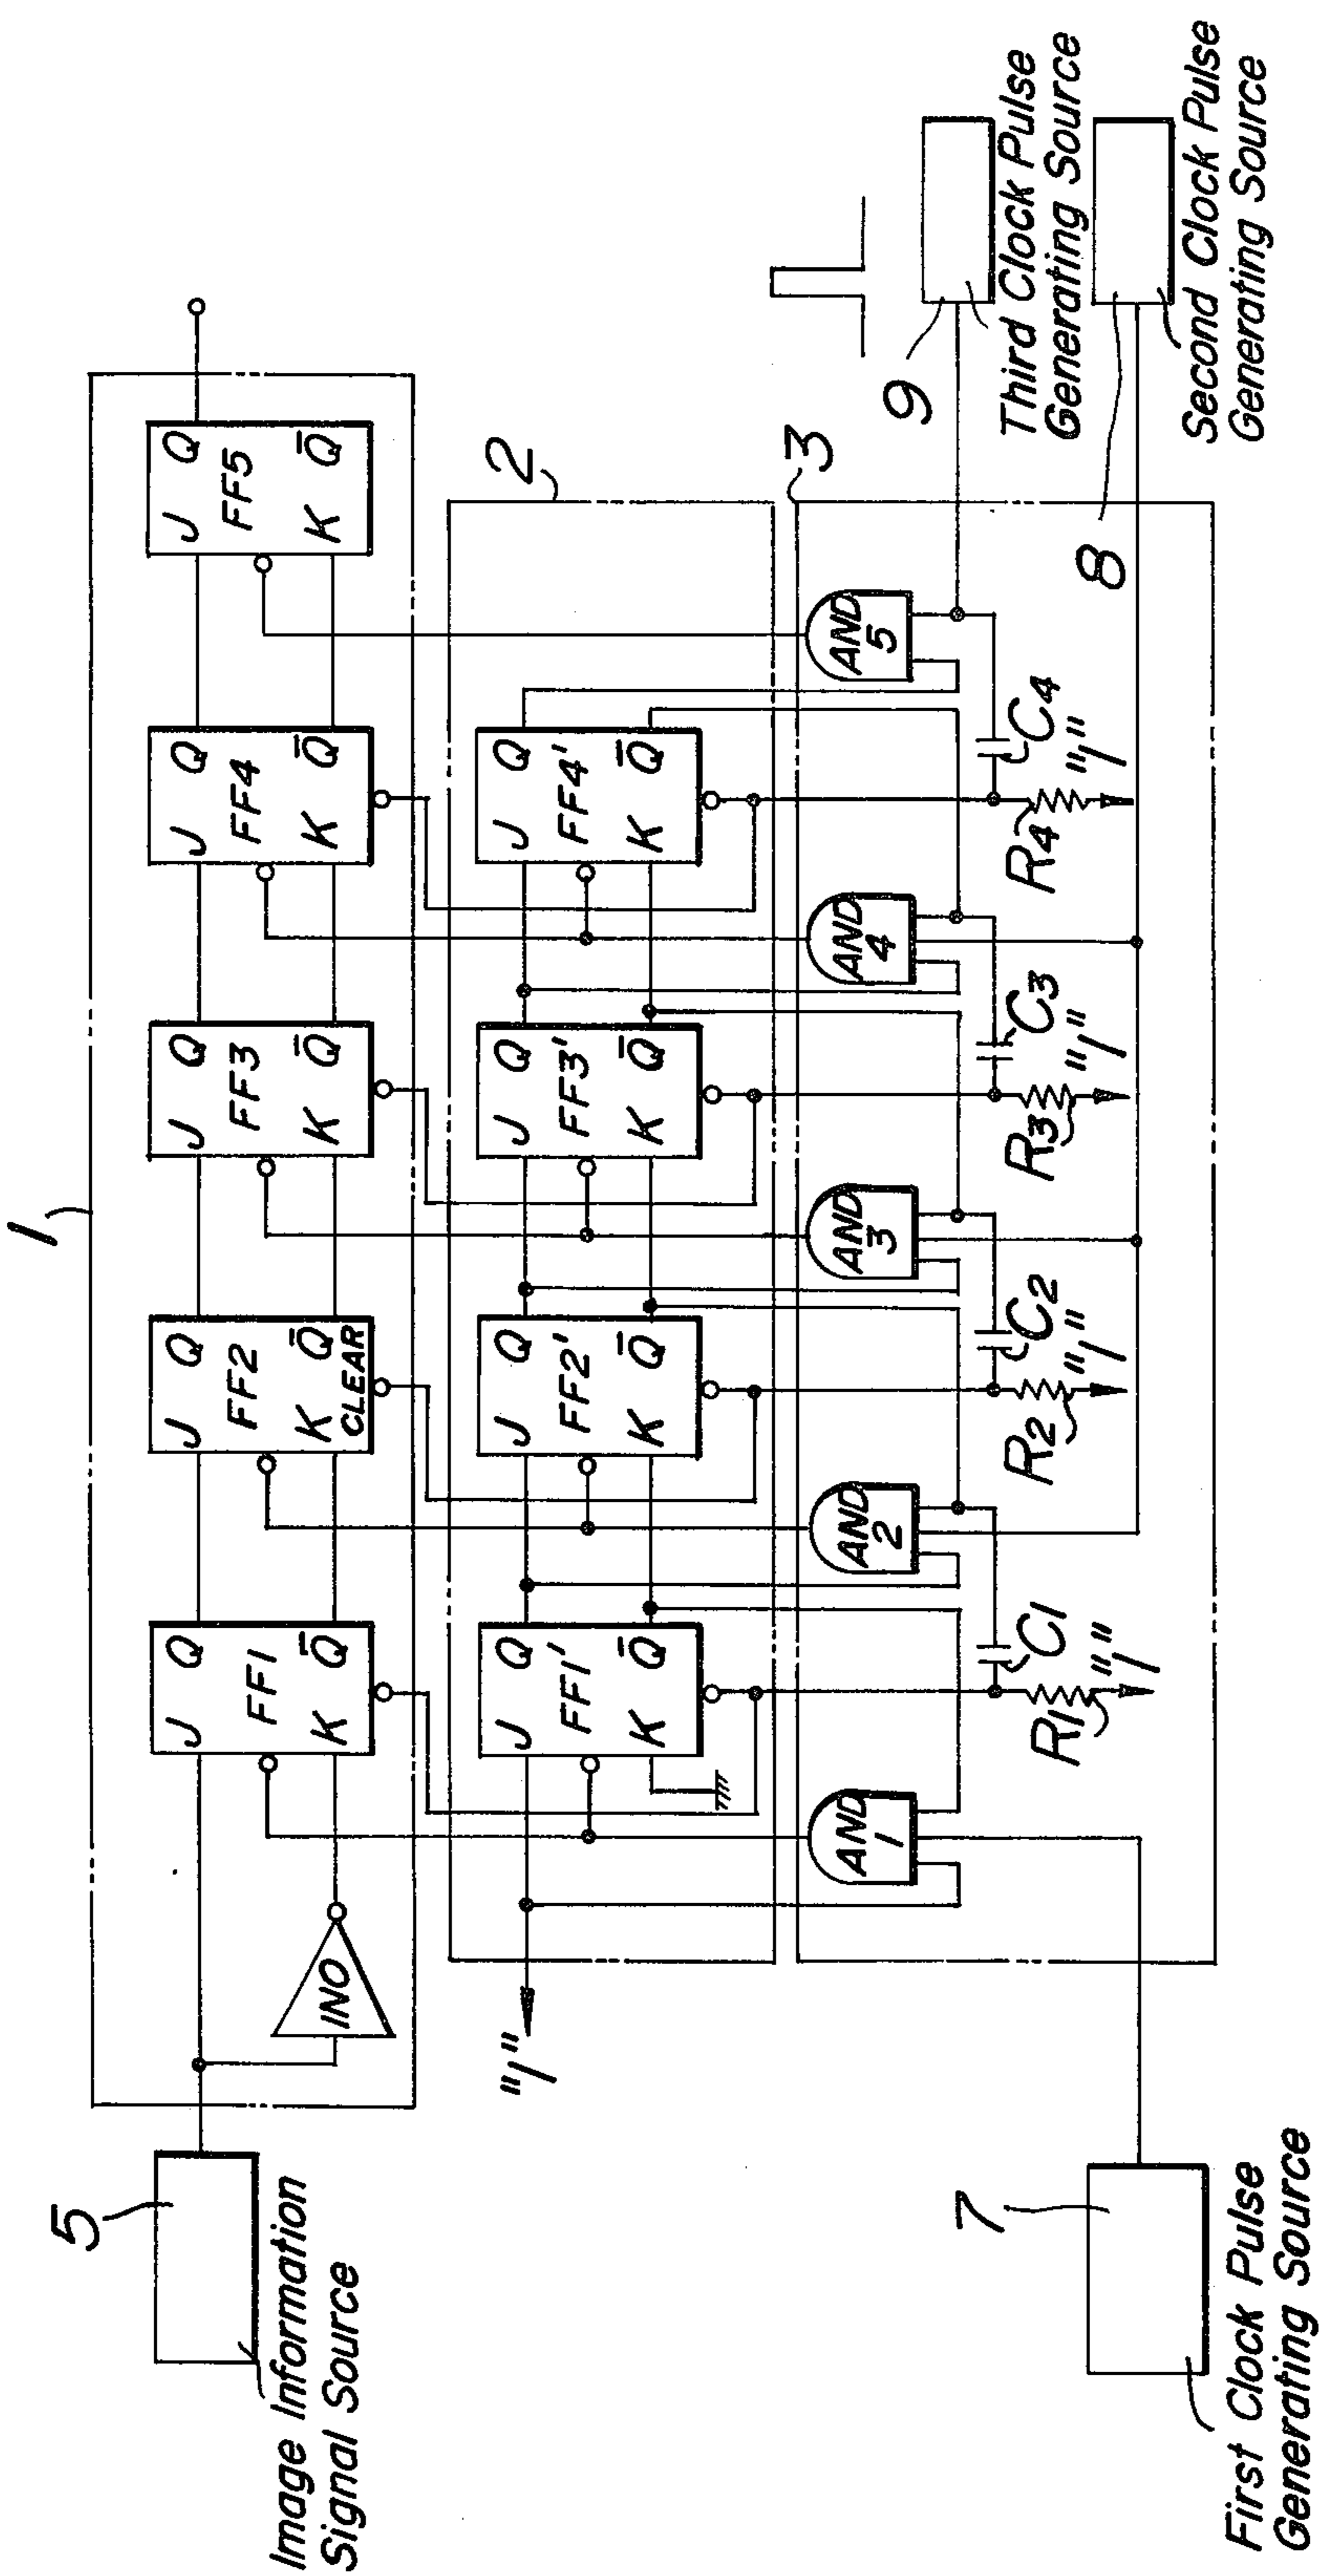 1
5
Image Information
Signal Source
INO
J Q
FF1
K Q̄
J Q
FF2
K Q̄
CLEAR
J Q
FF3
K Q̄
J Q
FF4
K Q̄
J Q
FF5
K Q̄
2
"1"
J Q
FF1'
K Q̄
J Q
FF2'
K Q̄
J Q
FF3'
K Q̄
J Q
FF4'
K Q̄
3
AND
1
AND
2
AND
3
AND
4
AND
5
R1
C1
"1"
R2
C2
"1"
R3
C3
"1"
R4
C4
"1"
7
First Clock Pulse
Generating Source
9
Third Clock Pulse
Generating Source
8
Second Clock Pulse
Generating Source